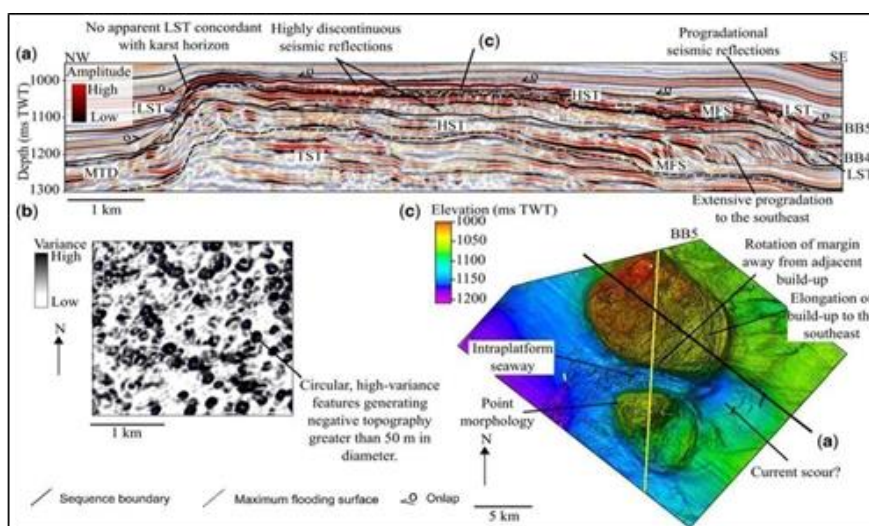 No apparent LST concordant
with karst horizon
Highly discontinuous
seismic reflections
Progradational
seismic reflections
(a)
NW
(c)
SE
Amplitude
High
Low
Depth (ms TWT)
1000
1100
1200
1300
O
O
O
O
O
LST
HST
HST
MFS
LST
BB5
TST
MFS
BB4
LST
MTD
1 km
Extensive progradation
to the southeast
(b)
Variance
High
Low
N
1 km
Circular, high-variance
features generating
negative topography
greater than 50 m in
diameter.
(c)
Elevation (ms TWT)
1000
1050
1100
1150
1200
BB5
Rotation of margin
away from adjacent
build-up
Elongation of
build-up to the
southeast
Intraplatform
seaway
Point
morphology
N
(a)
Current scour?
5 km
Sequence boundary
Maximum flooding surface
O Onlap